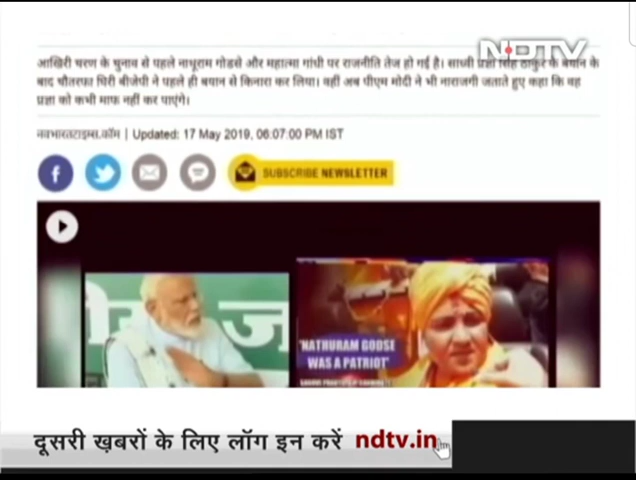 NDTV
आखिरी चरण के चुनाव से पहले नाथूराम गोडसे और महात्मा गांधी पर राजनीति तेज हो गई है। साध्वी प्रज्ञा सिंह ठाकुर के बयान के
बाद चौतरफा घिरी बीजेपी ने पहले ही बयान से किनारा कर लिया। वहीं अब पीएम मोदी ने भी नाराजगी जताते हुए कहा कि वह
प्रज्ञा को कभी माफ नहीं कर पाएंगे।
नवभारतटाइम्स.कॉम | Updated: 17 May 2019, 06:07:00 PM IST
SUBSCRIBE NEWSLETTER
'NATHURAM GODSE
WAS A PATRIOT'
दूसरी ख़बरों के लिए लॉग इन करें ndtv.in